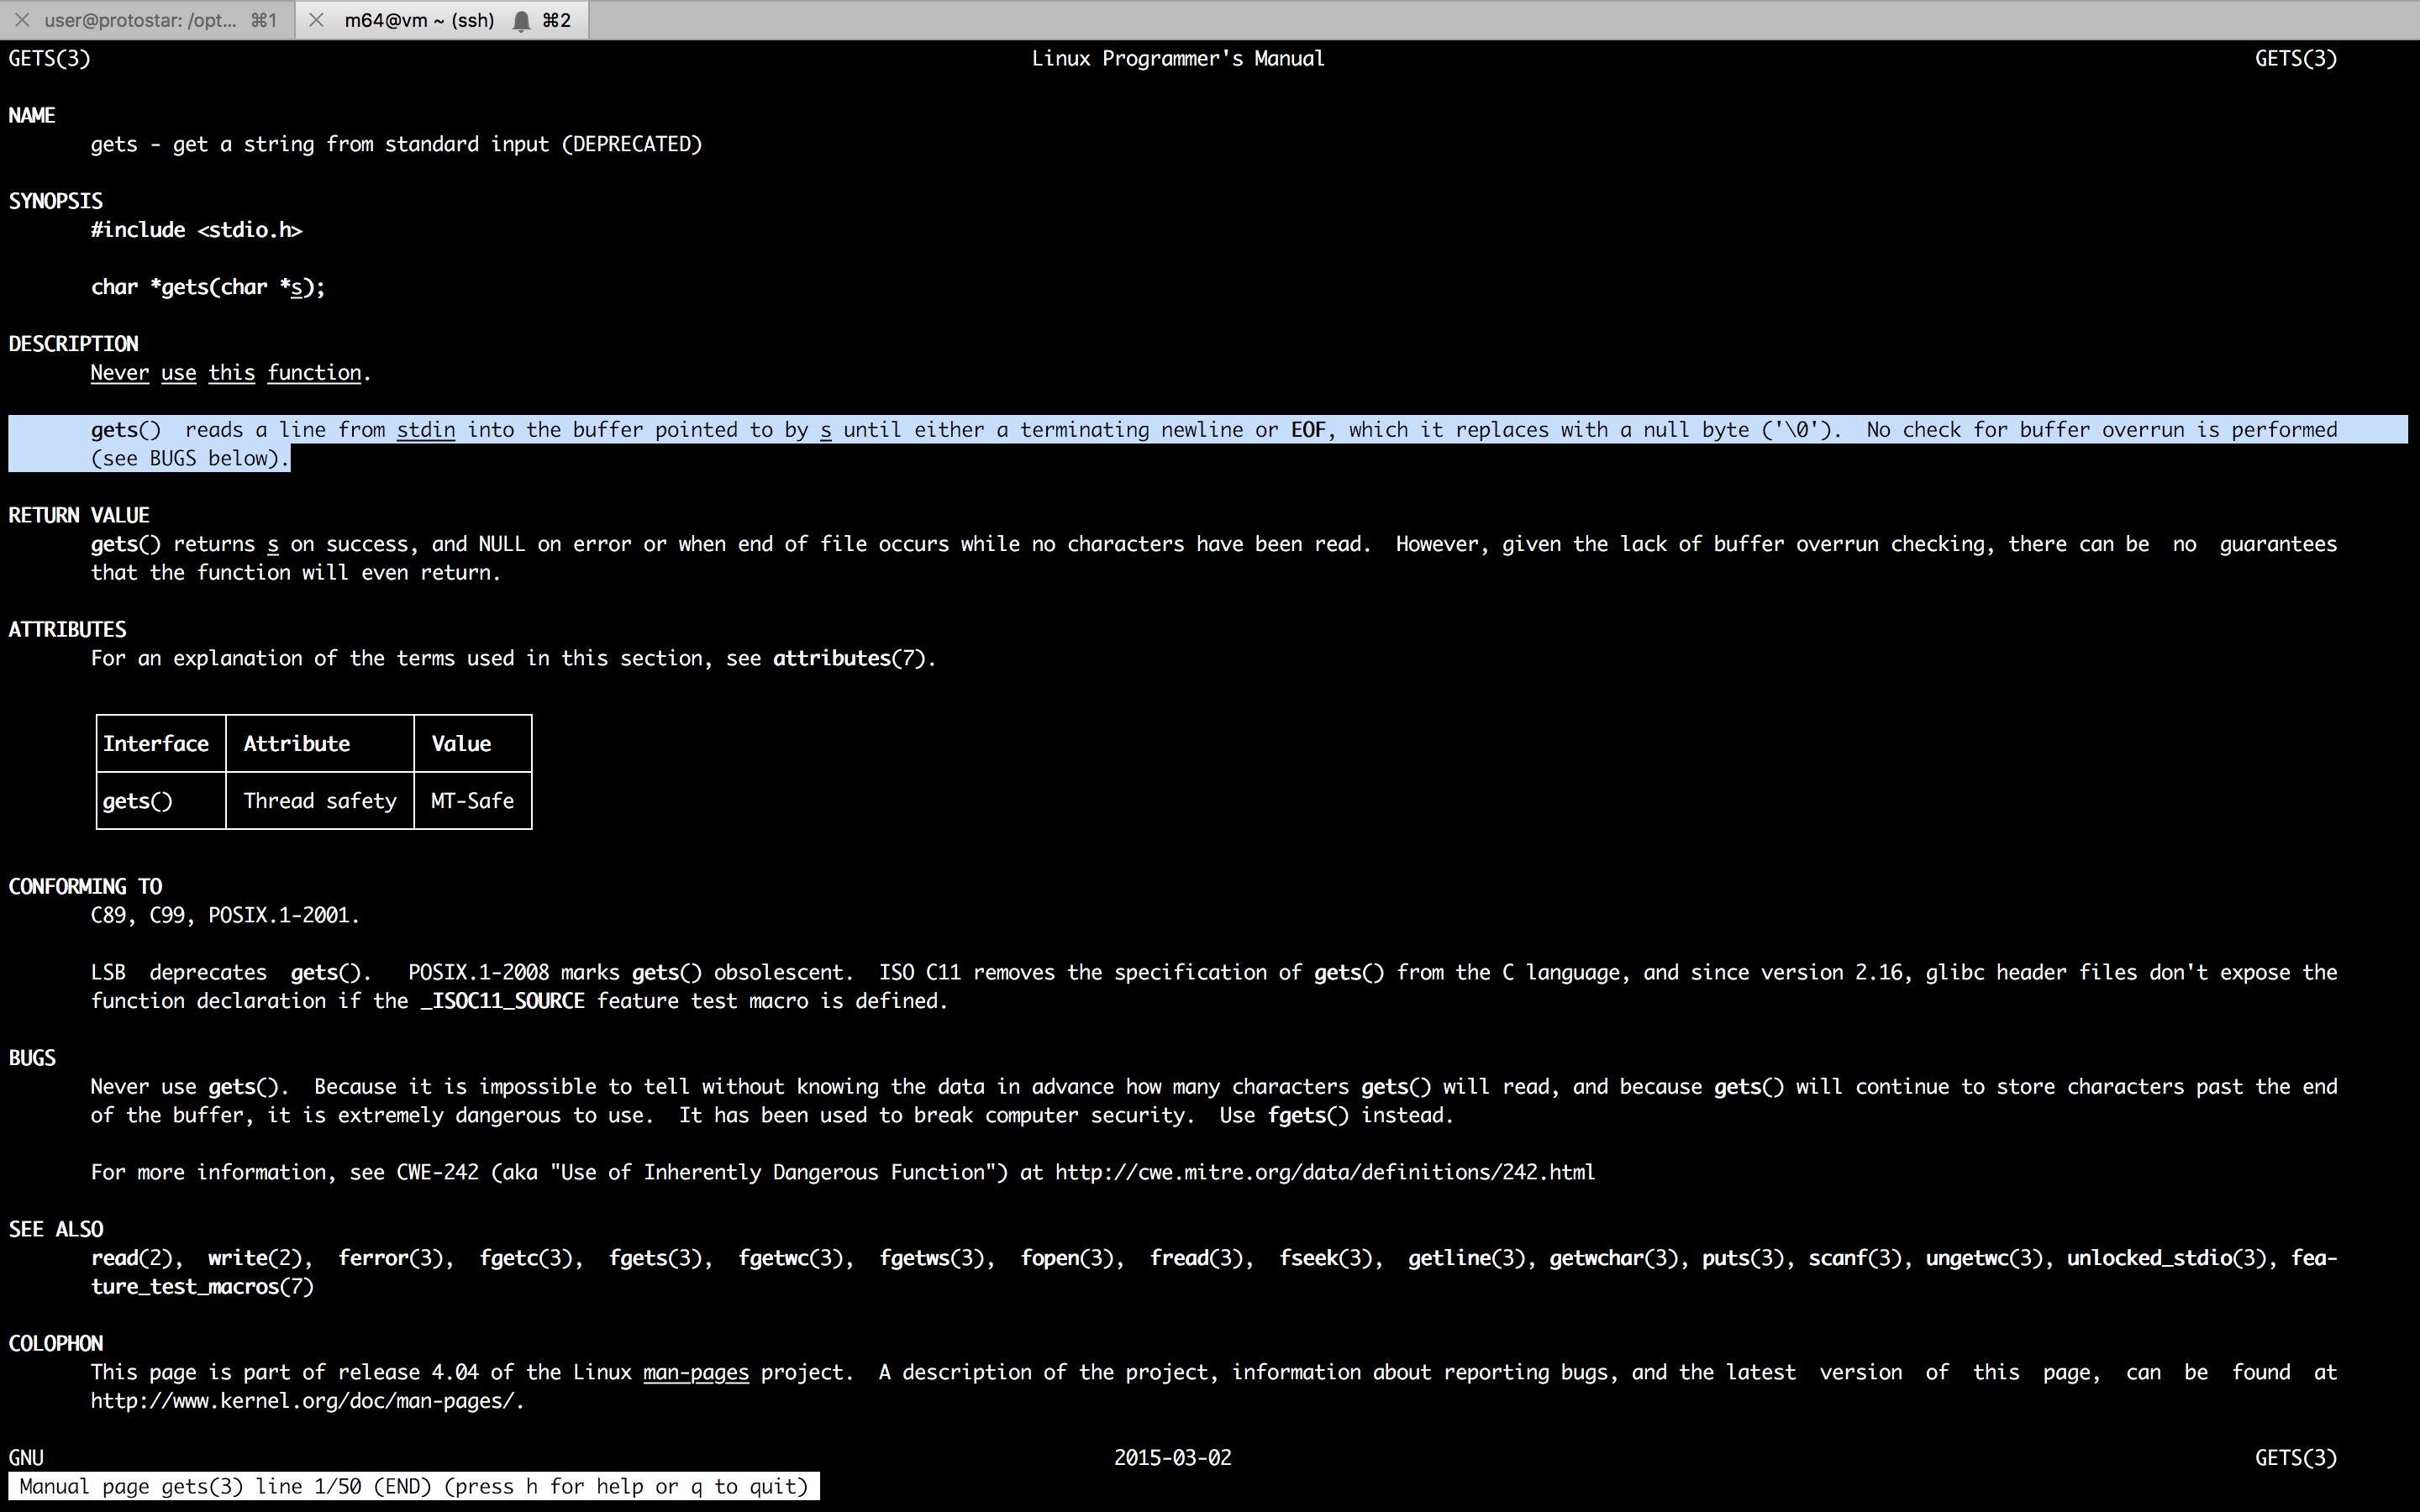 user@protostar: /opt... ⌘1
m64@vm ~ (ssh) ⌘2
GETS(3) Linux Programmer's Manual GETS(3)
NAME
gets - get a string from standard input (DEPRECATED)
SYNOPSIS
#include <stdio.h>
char *gets(char *s);
DESCRIPTION
Never use this function.
gets()  reads a line from stdin into the buffer pointed to by s until either a terminating newline or EOF, which it replaces with a null byte ('\0').  No check for buffer overrun is performed
(see BUGS below).
RETURN VALUE
gets() returns s on success, and NULL on error or when end of file occurs while no characters have been read.  However, given the lack of buffer overrun checking, there can be  no  guarantees
that the function will even return.
ATTRIBUTES
For an explanation of the terms used in this section, see attributes(7).
Interface Attribute Value
gets() Thread safety MT-Safe
CONFORMING TO
C89, C99, POSIX.1-2001.
LSB  deprecates  gets().   POSIX.1-2008 marks gets() obsolescent.  ISO C11 removes the specification of gets() from the C language, and since version 2.16, glibc header files don't expose the
function declaration if the _ISOC11_SOURCE feature test macro is defined.
BUGS
Never use gets().  Because it is impossible to tell without knowing the data in advance how many characters gets() will read, and because gets() will continue to store characters past the end
of the buffer, it is extremely dangerous to use.  It has been used to break computer security.  Use fgets() instead.
For more information, see CWE-242 (aka "Use of Inherently Dangerous Function") at http://cwe.mitre.org/data/definitions/242.html
SEE ALSO
read(2),  write(2),  ferror(3),  fgetc(3),  fgets(3),  fgetwc(3),  fgetws(3),  fopen(3),  fread(3),  fseek(3),  getline(3), getwchar(3), puts(3), scanf(3), ungetwc(3), unlocked_stdio(3), fea-
ture_test_macros(7)
COLOPHON
This page is part of release 4.04 of the Linux man-pages project.  A description of the project, information about reporting bugs, and the latest  version  of  this  page,  can  be  found  at
http://www.kernel.org/doc/man-pages/.
GNU 2015-03-02 GETS(3)
Manual page gets(3) line 1/50 (END) (press h for help or q to quit)